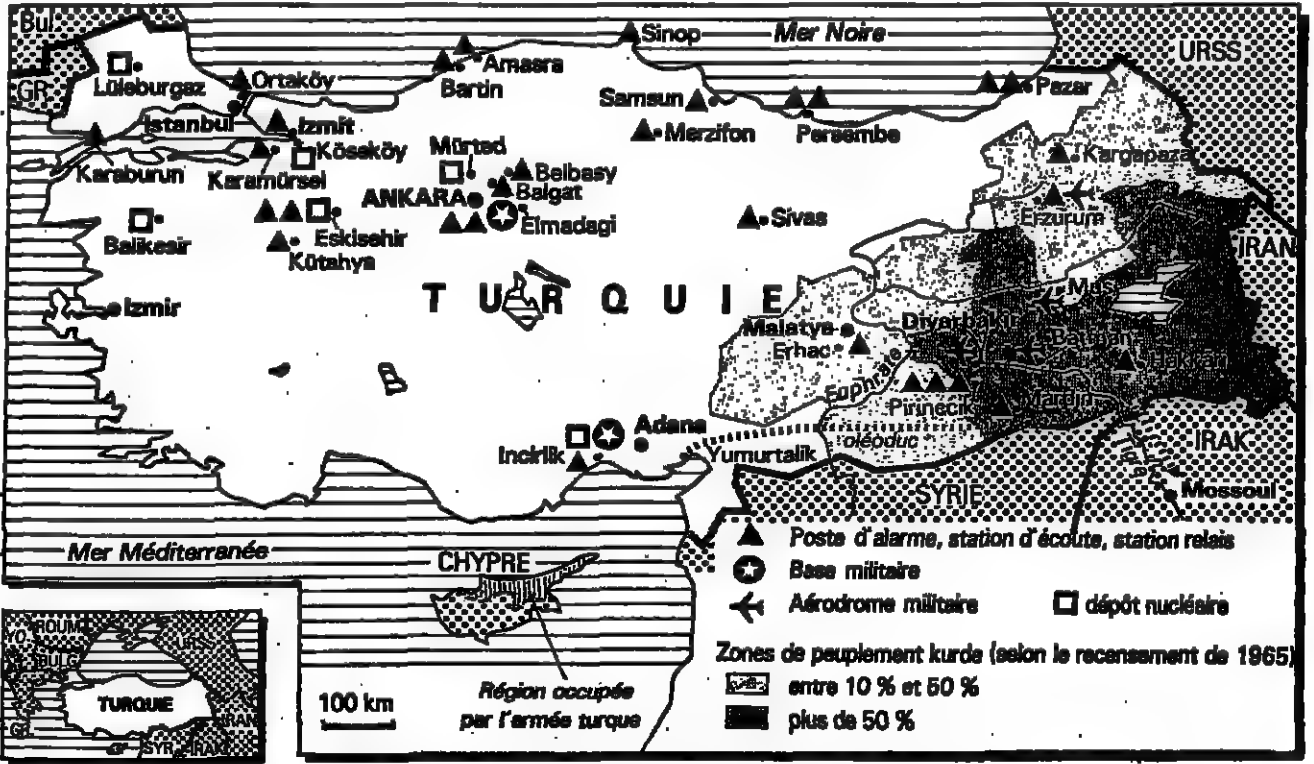 Bul.
Sinop
Mer Noire
URSS
GR
Lüleburgaz
Ortaköy
Amasra
Bartin
Samsun
Pazar
Istanbul
Izmit
Merzifon
Persembe
Köseköy
Mürted
Karaburun
Karamürsel
Belbasy
Balgat
Kargapazar
ANKARA
Elmadagi
Sivas
Erzurum
Balikesir
Eskisehir
Kütahya
IRAN
TURQUIE
Mus
Izmir
Malatya
Diyarbakir
Batman
Erhac
Hakkari
Euphrate
Pirinecik
Mardin
Adana
oléoduc
Incirlik
Yumurtalik
IRAK
Tigre
SYRIE
Mossoul
Mer Méditerranée
CHYPRE
Poste d'alarme, station d'écoute, station relais
Base militaire
Aérodrome militaire
dépôt nucléaire
Zones de peuplement kurde (selon le recensement de 1965)
entre 10 % et 50 %
plus de 50 %
Région occupée
par l'armée turque
100 km
YO
ROUM.
URSS
BULG
TURQUIE
GR.
IRAN
SYR.
IRAK